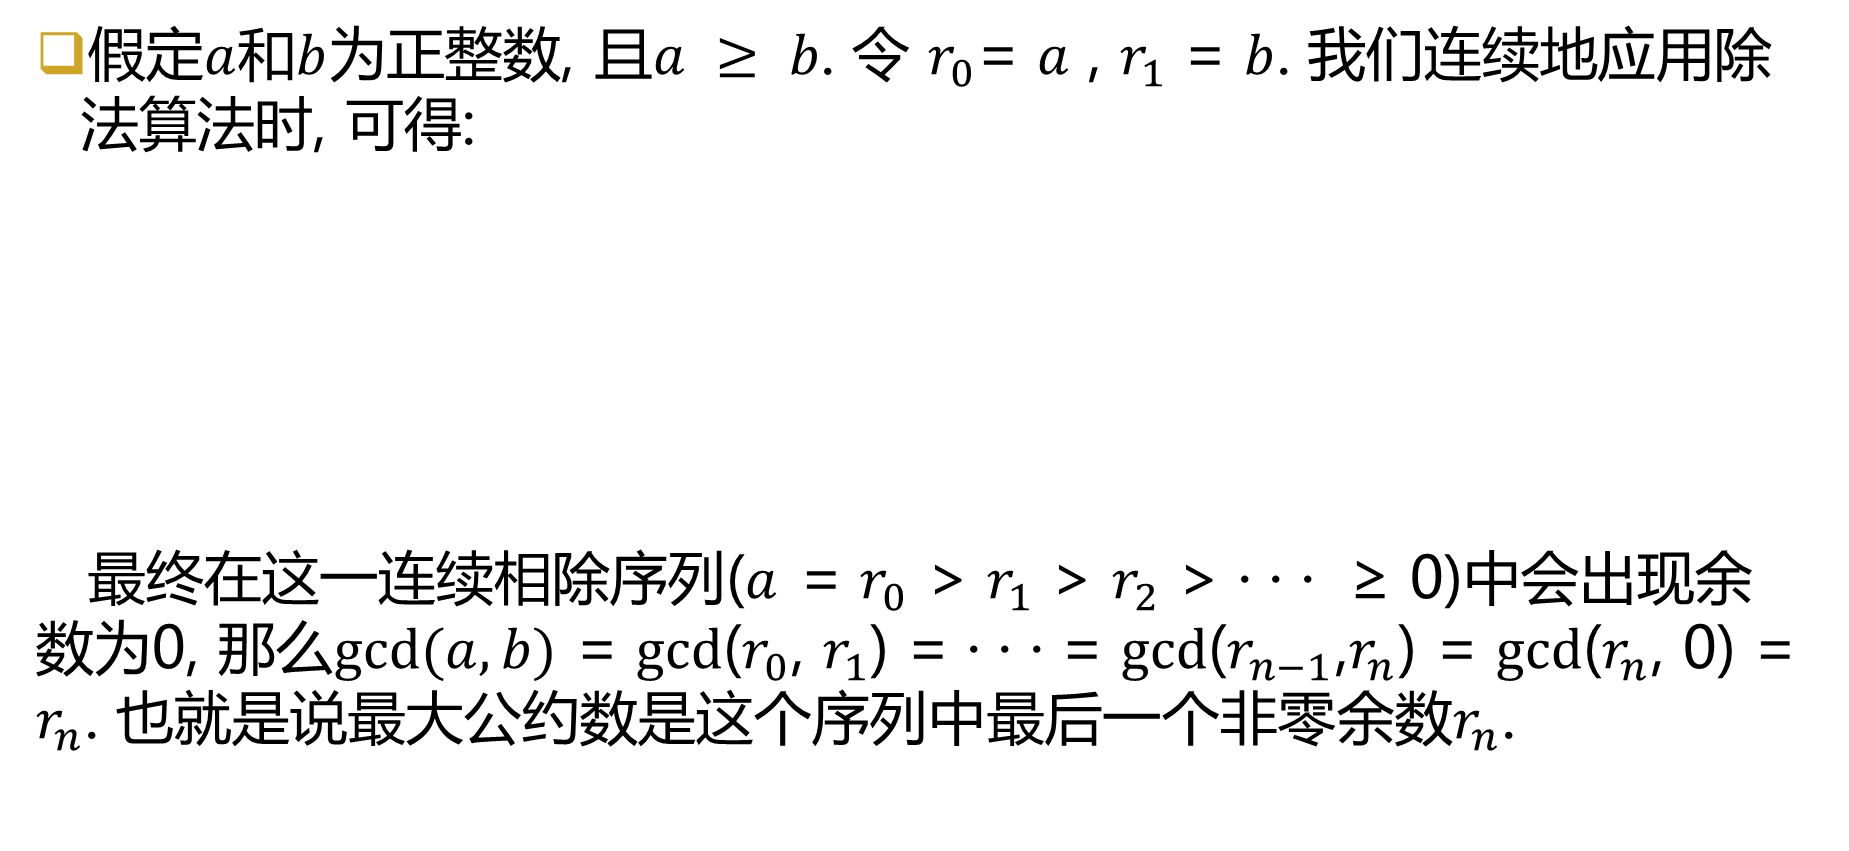 假定a和b为正整数, 且a ≥ b. 令 r₀= a , r₁ = b. 我们连续地应用除
法算法时, 可得:
最终在这一连续相除序列(a = r₀ > r₁ > r₂ > · · · ≥ 0)中会出现余
数为0, 那么gcd(a, b) = gcd(r₀, r₁) = · · · = gcd(rₙ₋₁,rₙ) = gcd(rₙ, 0) =
rₙ. 也就是说最大公约数是这个序列中最后一个非零余数rₙ.